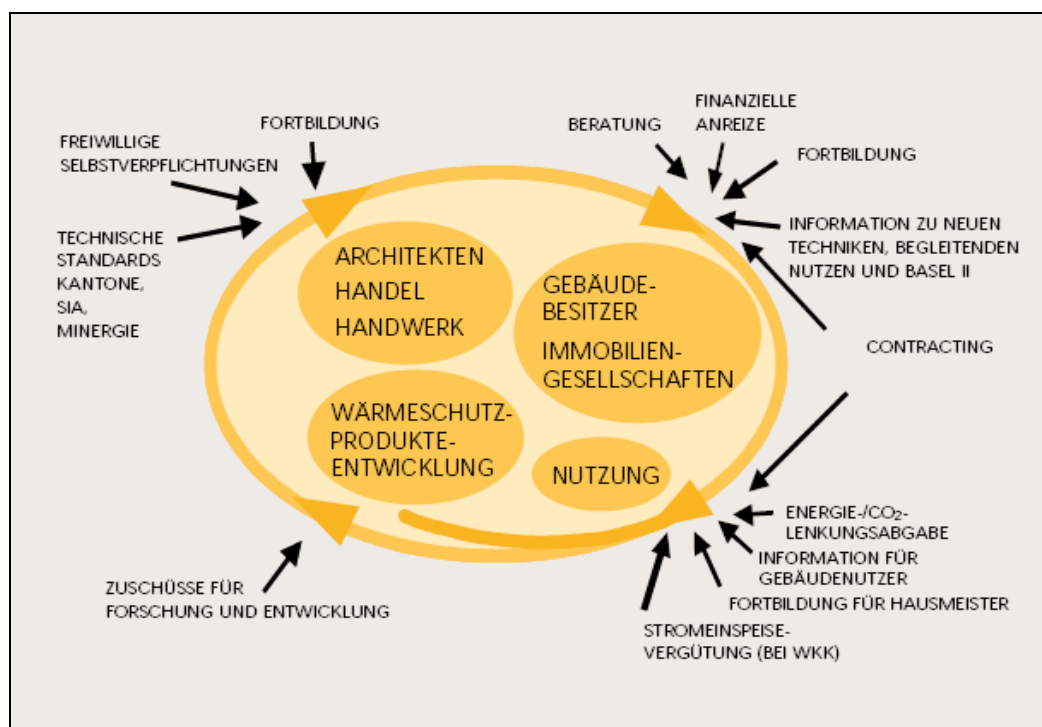 FINANZIELLE
ANREIZE
FORTBILDUNG
BERATUNG
FREIWILLIGE
SELBSTVERPFLICHTUNGEN
FORTBILDUNG
TECHNISCHE
STANDARDS
KANTONE,
SIA,
MINERGIE
INFORMATION ZU NEUEN
TECHNIKEN, BEGLEITENDEN
NUTZEN UND BASEL II
ARCHITEKTEN
HANDEL
HANDWERK
GEBÄUDE-
BESITZER
IMMOBILIEN-
GESELLSCHAFTEN
CONTRACTING
WÄRMESCHUTZ-
PRODUKTE-
ENTWICKLUNG
NUTZUNG
ENERGIE-/CO₂-
LENKUNGSABGABE
INFORMATION FÜR
GEBÄUDENUTZER
FORTBILDUNG FÜR HAUSMEISTER
STROMEINSPEISE-
VERGÜTUNG (BEI WKK)
ZUSCHÜSSE FÜR
FORSCHUNG UND ENTWICKLUNG